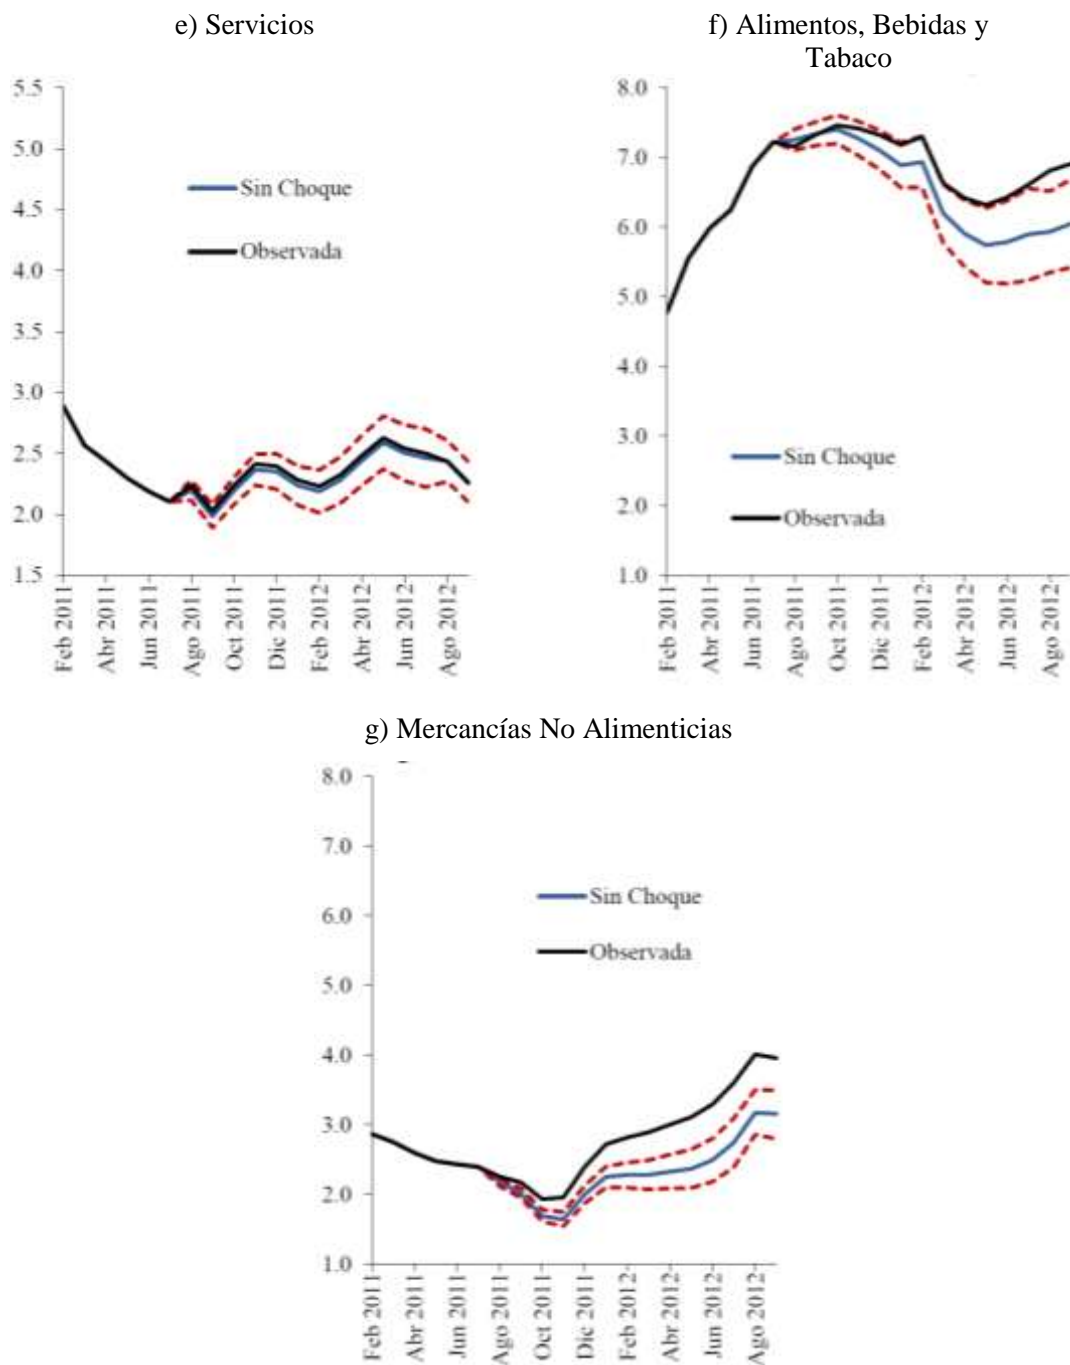 e) Servicios
5.5
5.0
4.5
4.0
3.5
3.0
2.5
2.0
1.5
Sin Choque
Observada
Feb 2011
Abr 2011
Jun 2011
Ago 2011
Oct 2011
Dic 2011
Feb 2012
Abr 2012
Jun 2012
Ago 2012
f) Alimentos, Bebidas y
Tabaco
8.0
7.0
6.0
5.0
4.0
3.0
2.0
1.0
Sin Choque
Observada
Feb 2011
Abr 2011
Jun 2011
Ago 2011
Oct 2011
Dic 2011
Feb 2012
Abr 2012
Jun 2012
Ago 2012
g) Mercancías No Alimenticias
8.0
7.0
6.0
5.0
4.0
3.0
2.0
1.0
Sin Choque
Observada
Feb 2011
Abr 2011
Jun 2011
Ago 2011
Oct 2011
Dic 2011
Feb 2012
Abr 2012
Jun 2012
Ago 2012